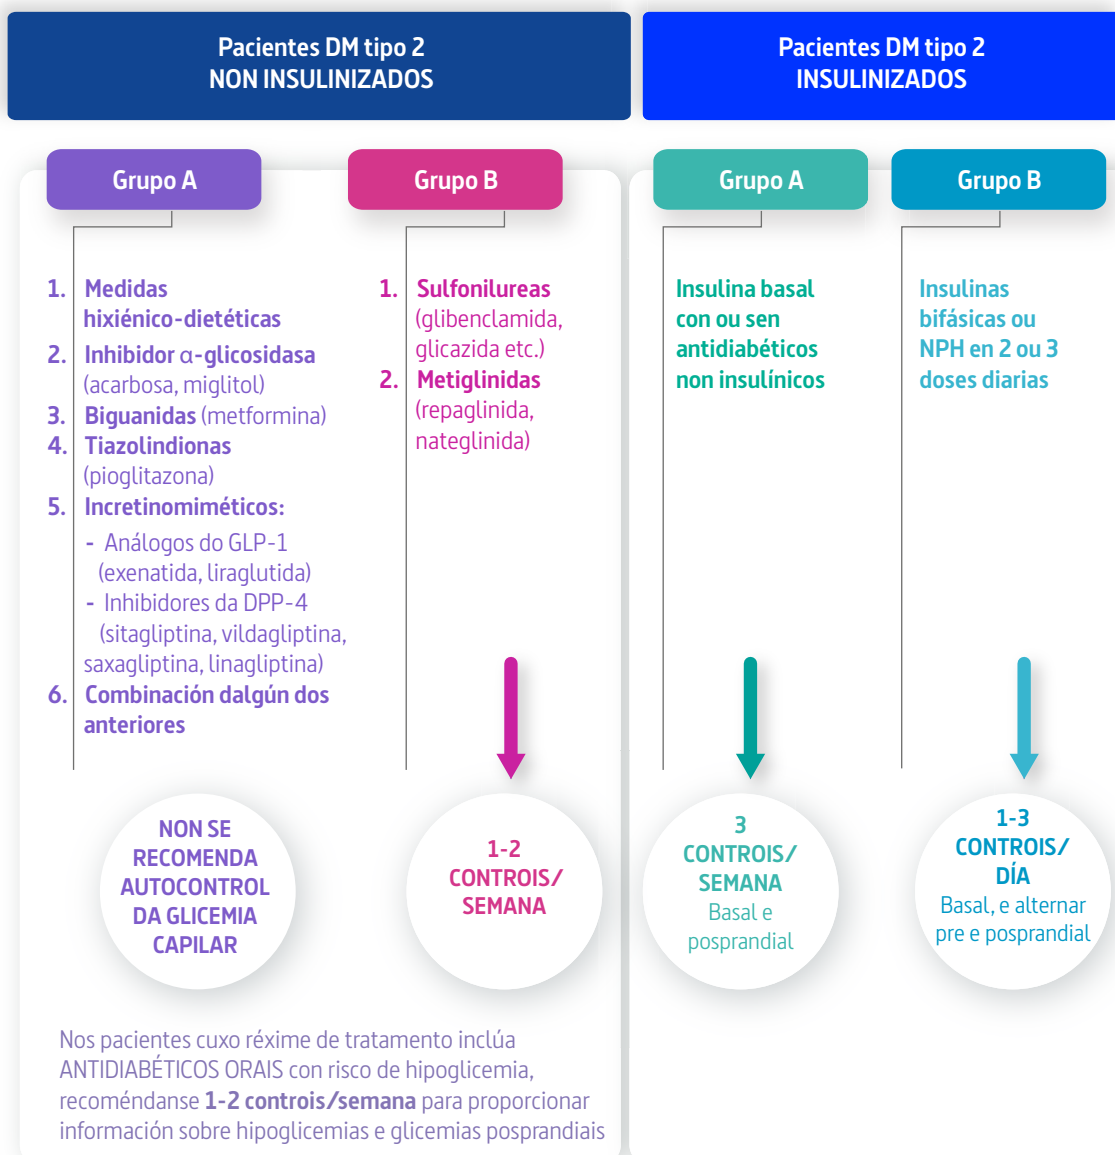 Pacientes DM tipo 2
NON INSULINIZADOS
Pacientes DM tipo 2
INSULINIZADOS
Grupo A
1. Medidas
hixiénico-dietéticas
2. Inhibidor α-glicosidasa
(acarbosa, miglitol)
3. Biguanidas (metformina)
4. Tiazolindionas
(pioglitazona)
5. Incretinomiméticos:
- Análogos do GLP-1
(exenatida, liraglutida)
- Inhibidores da DPP-4
(sitagliptina, vildagliptina,
saxagliptina, linagliptina)
6. Combinación dalgún dos
anteriores
NON SE
RECOMENDA
AUTOCONTROL
DA GLICEMIA
CAPILAR
Grupo B
1. Sulfonilureas
(glibenclamida,
glicazida etc.)
2. Metiglinidas
(repaglinida,
nateglinida)
1-2
CONTROIS/
SEMANA
Nos pacientes cuxo réxime de tratamento inclúa
ANTIDIABÉTICOS ORAIS con risco de hipoglicemia,
recoméndanse 1-2 controis/semana para proporcionar
información sobre hipoglicemias e glicemias posprandiais
Grupo A
Insulina basal
con ou sen
antidiabéticos
non insulínicos
3
CONTROIS/
SEMANA
Basal e
posprandial
Grupo B
Insulinas
bifásicas ou
NPH en 2 ou 3
doses diarias
1-3
CONTROIS/
DÍA
Basal, e alternar
pre e posprandial